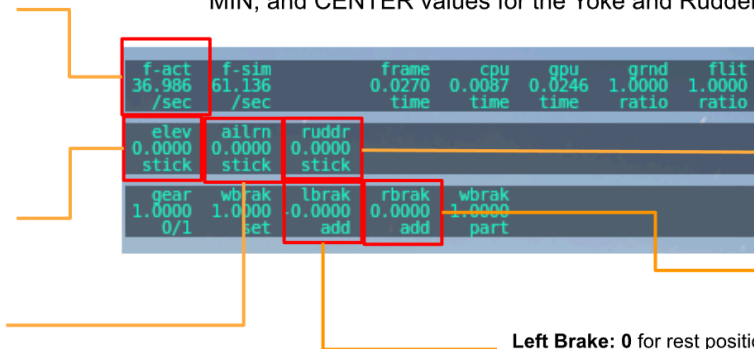 MIN, and CENTER values for the Yoke and Rudder
f-act f-sim frame cpu gpu grnd flit
36.986 61.136 0.0270 0.0087 0.0246 1.0000 1.0000
/sec /sec time time time ratio ratio
elev ailrn ruddr
0.0000 0.0000 0.0000
stick stick stick
gear wbrak lbrak rbrak wbrak
1.0000 1.0000 -0.0000 0.0000 1.0000
0/1 set add add part
Left Brake: 0 for rest positio